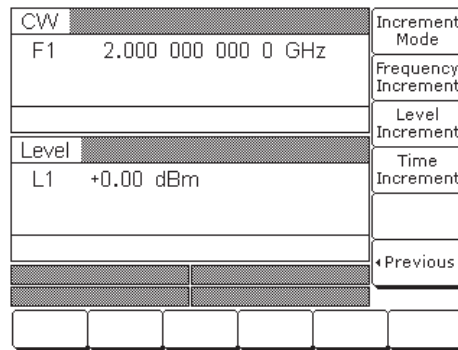 CW
F1 2.000 000 000 0 GHz
Level
L1 +0.00 dBm
Increment
Mode
Frequency
Increment
Level
Increment
Time
Increment
◂Previous